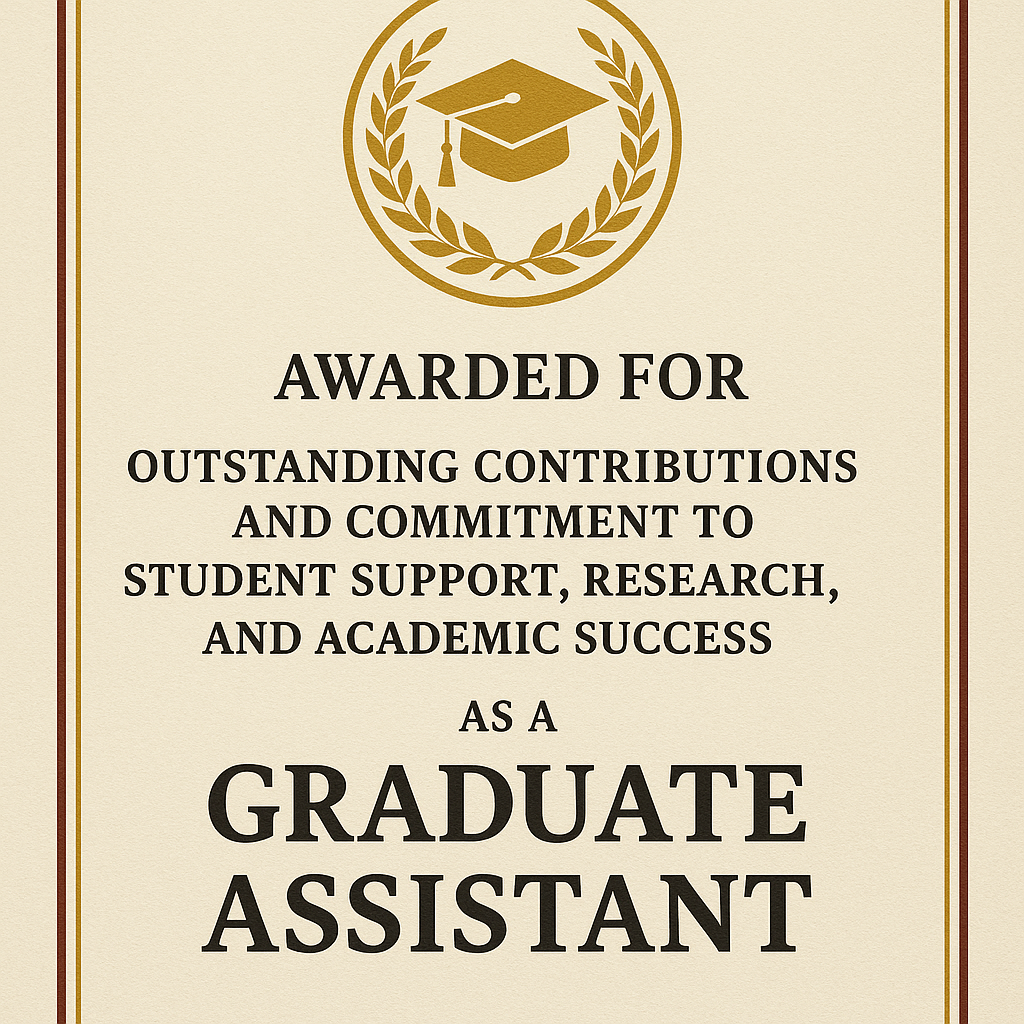 AWARDED FOR
OUTSTANDING CONTRIBUTIONS
AND COMMITMENT TO
STUDENT SUPPORT, RESEARCH,
AND ACADEMIC SUCCESS
AS A
GRADUATE
ASSISTANT